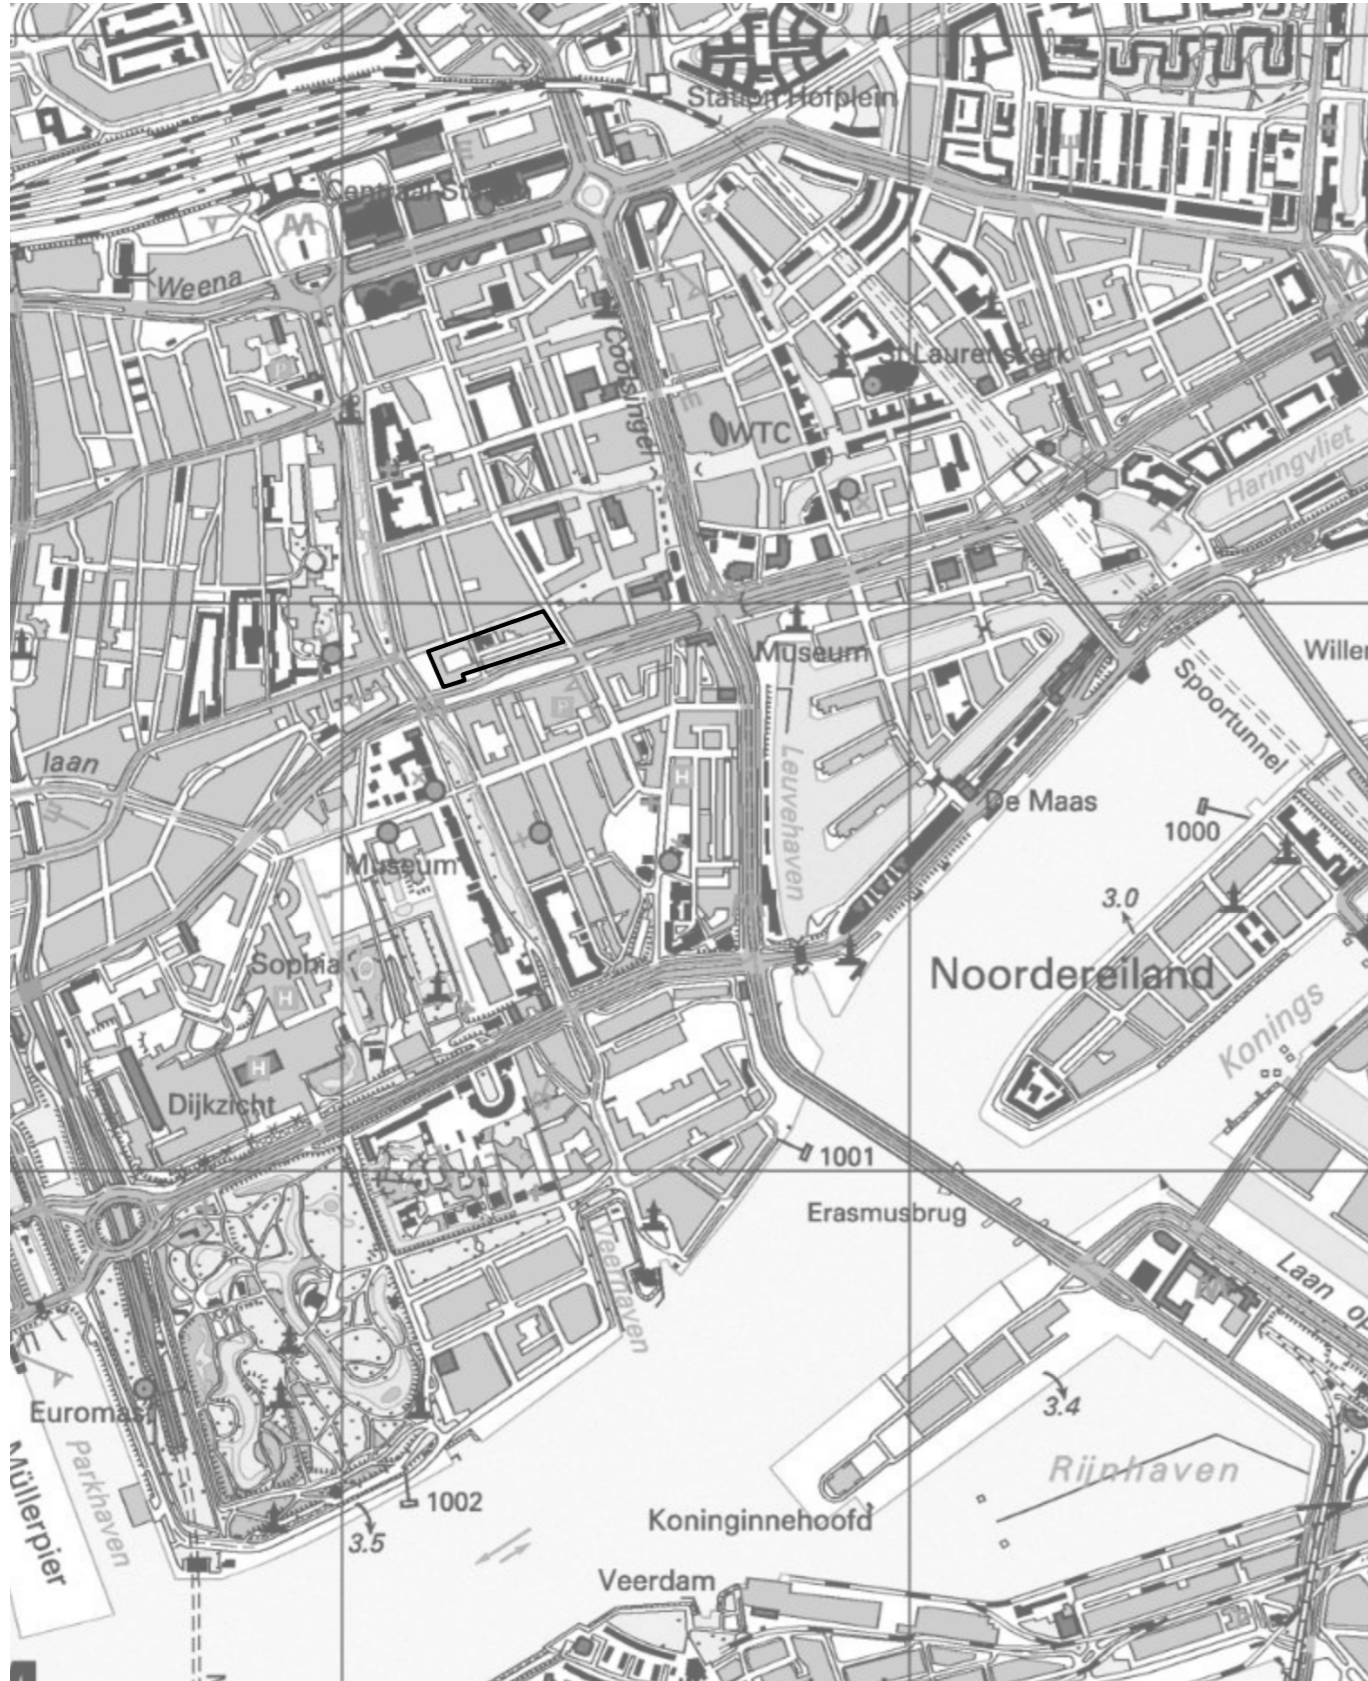 Station Hofplein
Centraal St
Weena
Coolsingel
St Laurenskerk
WTC
Haringvliet
Museum
Willem
Spoortunnel
laan
P
H
Leuvehaven
De Maas
1000
Museum
3.0
Sophia
H
Noordereiland
Konings
H
Dijkzicht
1001
Erasmusbrug
Veerhaven
Laan op
3.4
Euromast
Parkhaven
Müllerpier
1002
3.5
Rijnhaven
Koninginnehoofd
Veerdam